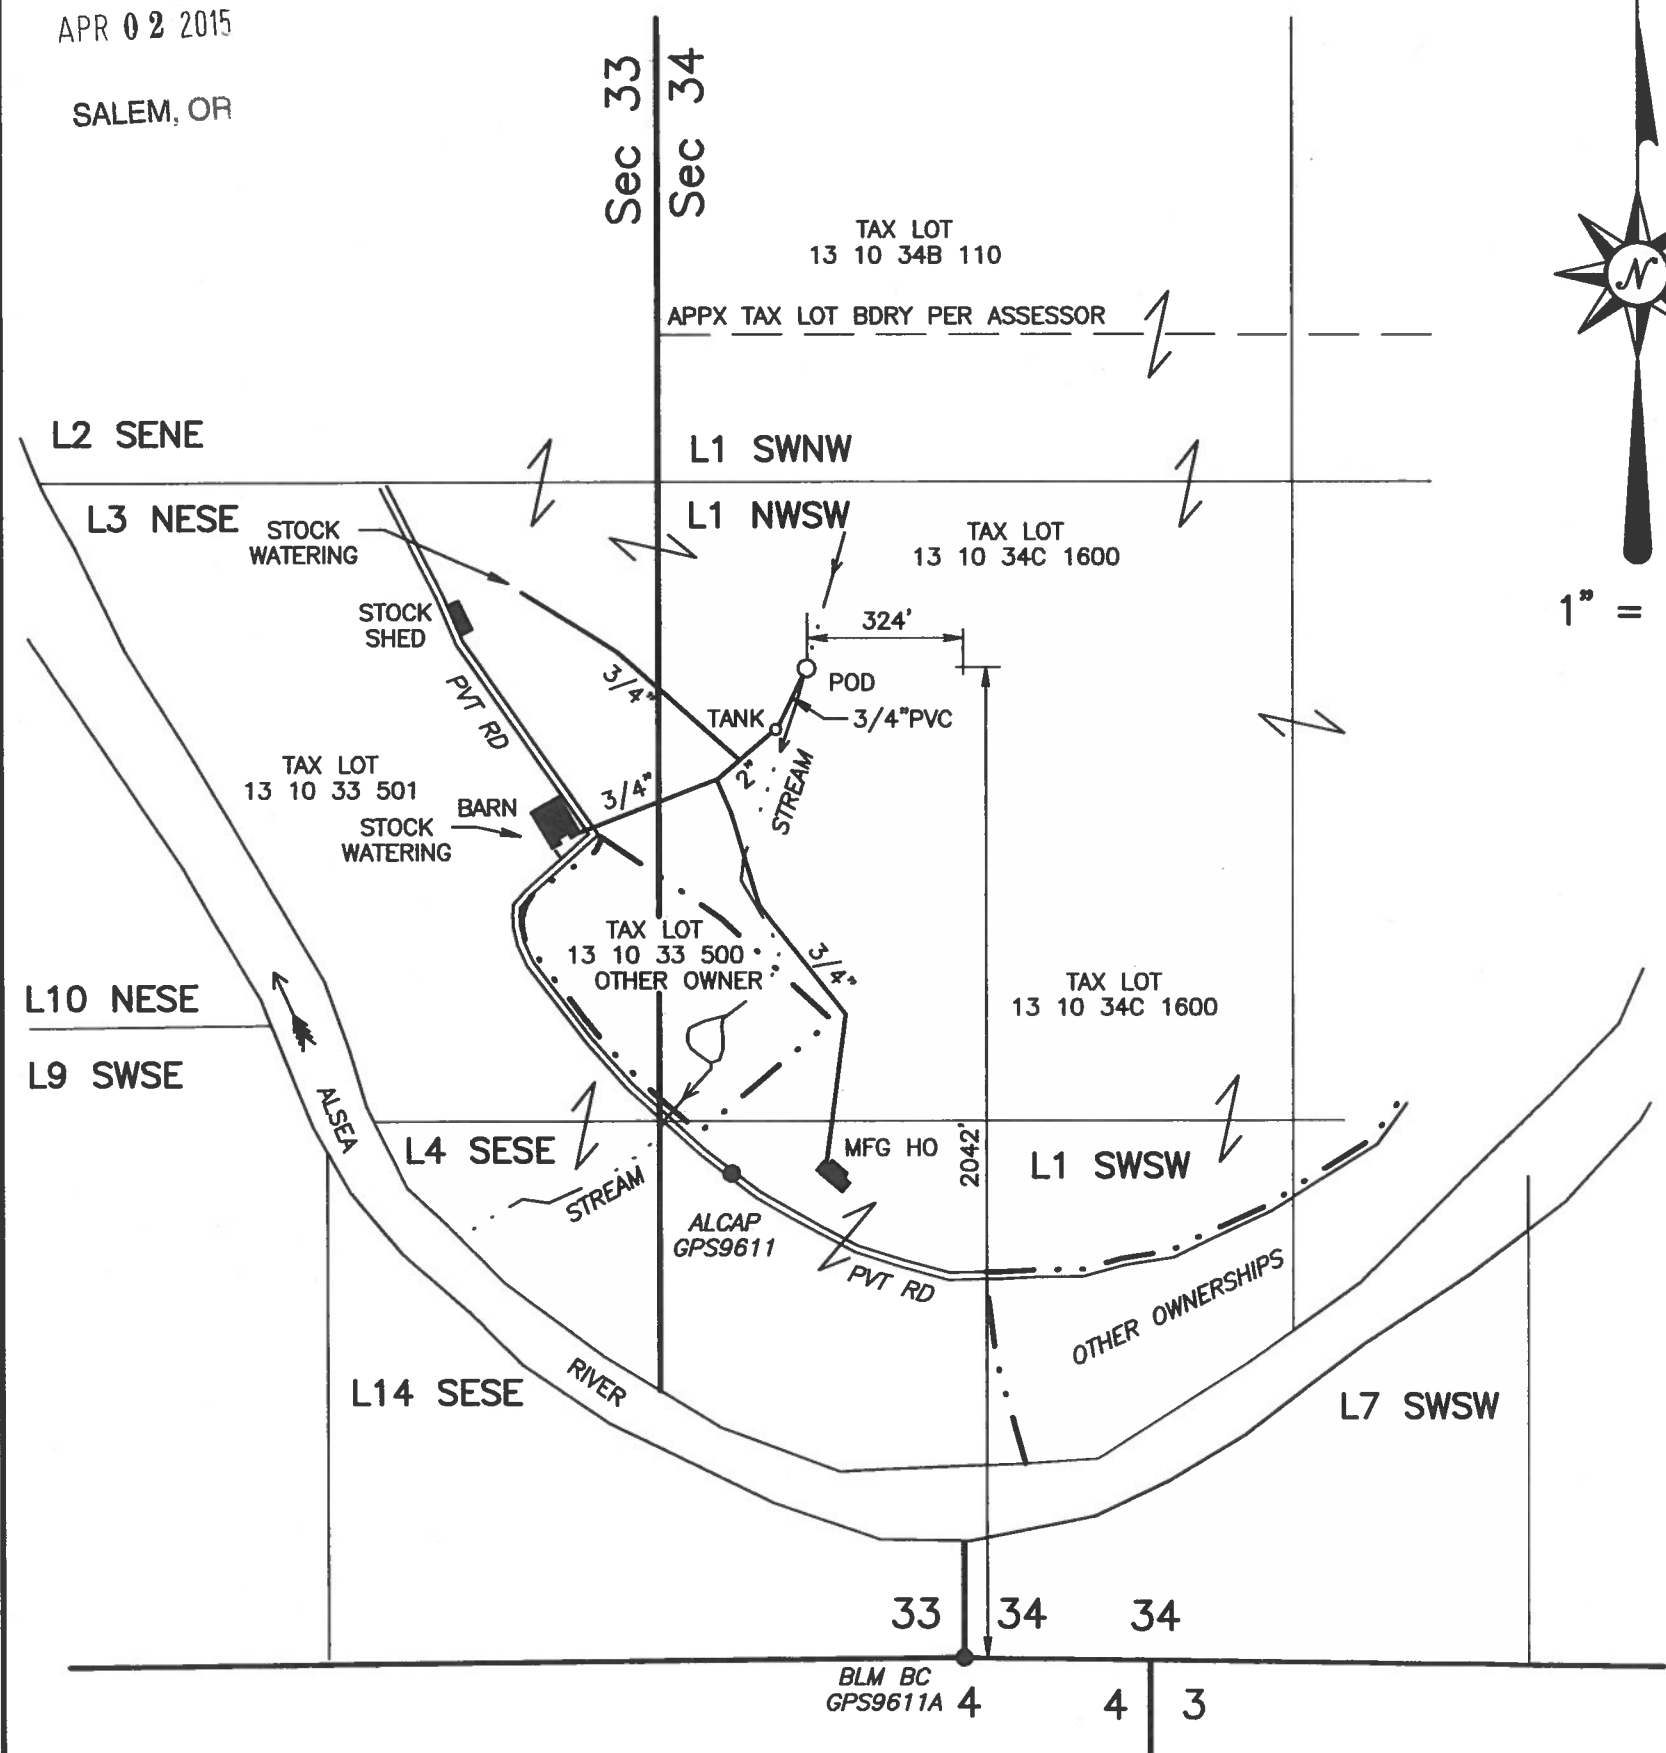 APR 02 2015
SALEM, OR
Sec 33
Sec 34
TAX LOT
13 10 34B 110
APPX TAX LOT BDRY PER ASSESSOR
N
L2 SENE
L1 SWNW
L3 NESE
STOCK
WATERING
L1 NWSW
TAX LOT
13 10 34C 1600
1" =
STOCK
SHED
324'
POD
3/4"
PVT RD
TANK
3/4"PVC
2"
STREAM
TAX LOT
13 10 33 501
3/4"
BARN
STOCK
WATERING
TAX LOT
13 10 33 500
OTHER OWNER
3/4"
TAX LOT
13 10 34C 1600
L10 NESE
L9 SWSE
ALSEA
L4 SESE
MFG HO
2042'
L1 SWSW
STREAM
ALCAP
GPS9611
PVT RD
OTHER OWNERSHIPS
L14 SESE
RIVER
L7 SWSW
33
34
34
BLM BC
GPS9611A
4
4
3